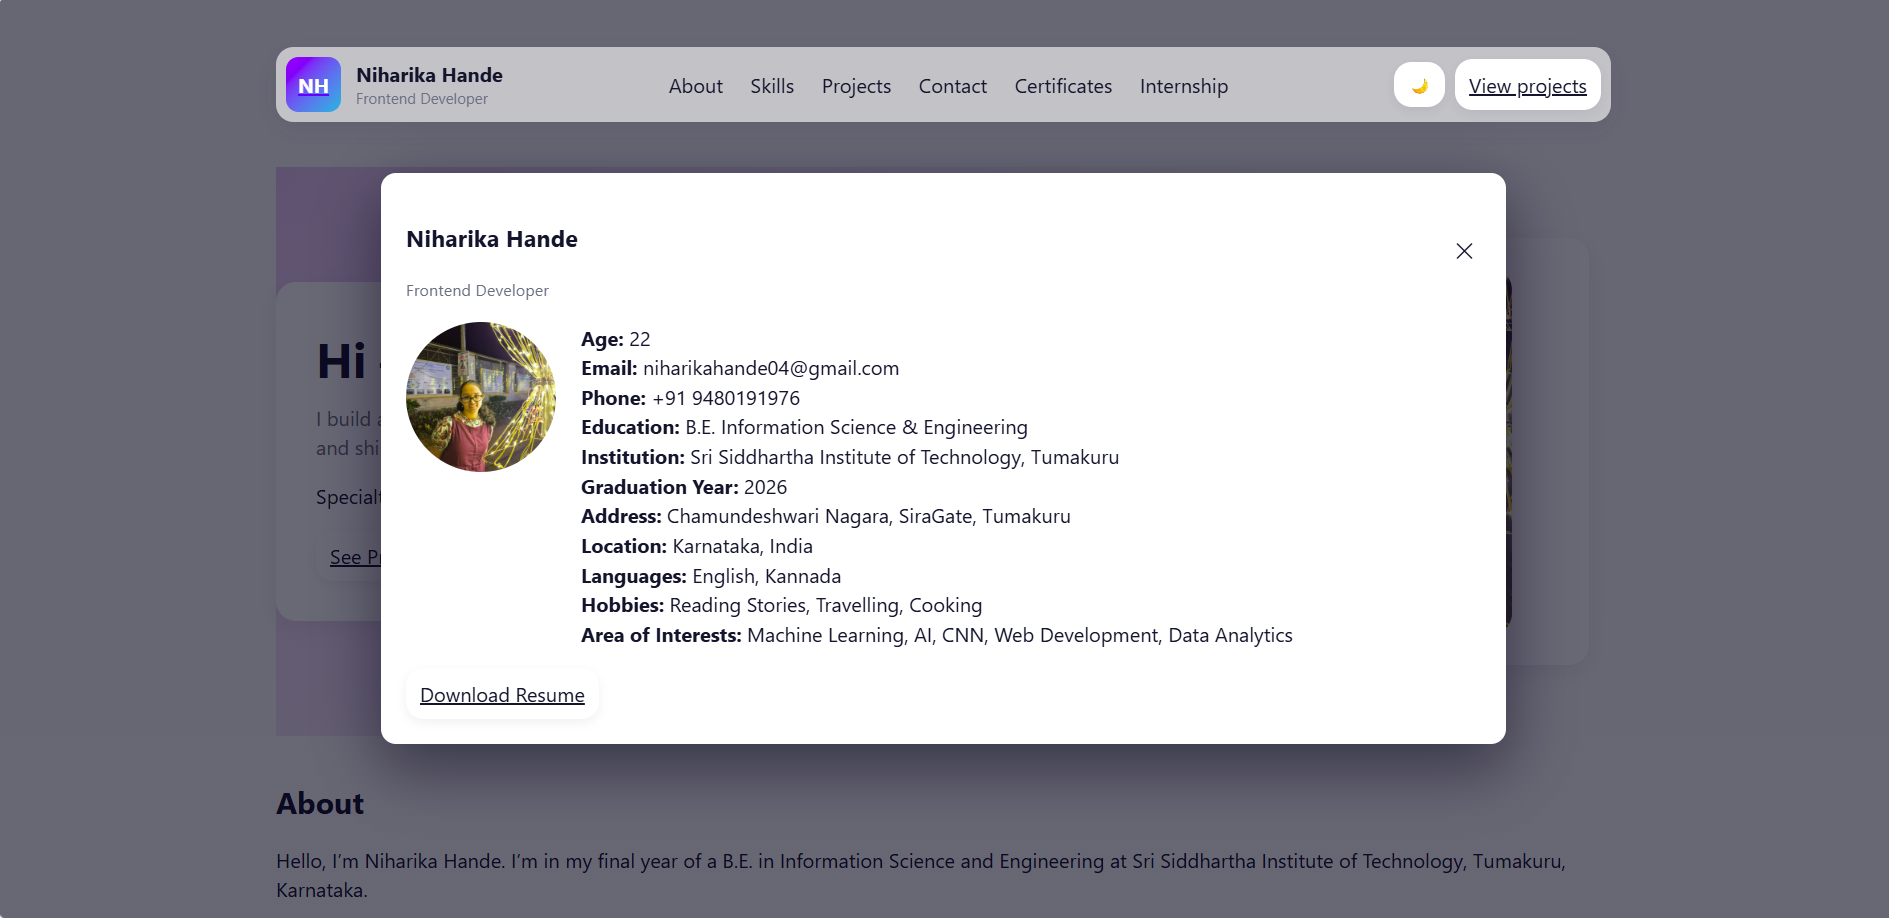 NH
Niharika Hande
Frontend Developer
About Skills Projects Contact Certificates Internship
View projects
Niharika Hande
Frontend Developer
Age: 22
Email: niharikahande04@gmail.com
Phone: +91 9480191976
Education: B.E. Information Science & Engineering
Institution: Sri Siddhartha Institute of Technology, Tumakuru
Graduation Year: 2026
Address: Chamundeshwari Nagara, SiraGate, Tumakuru
Location: Karnataka, India
Languages: English, Kannada
Hobbies: Reading Stories, Travelling, Cooking
Area of Interests: Machine Learning, AI, CNN, Web Development, Data Analytics
Download Resume
Hi
I build
and
See
About
Hello, I’m Niharika Hande. I’m in my final year of a B.E. in Information Science and Engineering at Sri Siddhartha Institute of Technology, Tumakuru,
Karnataka.